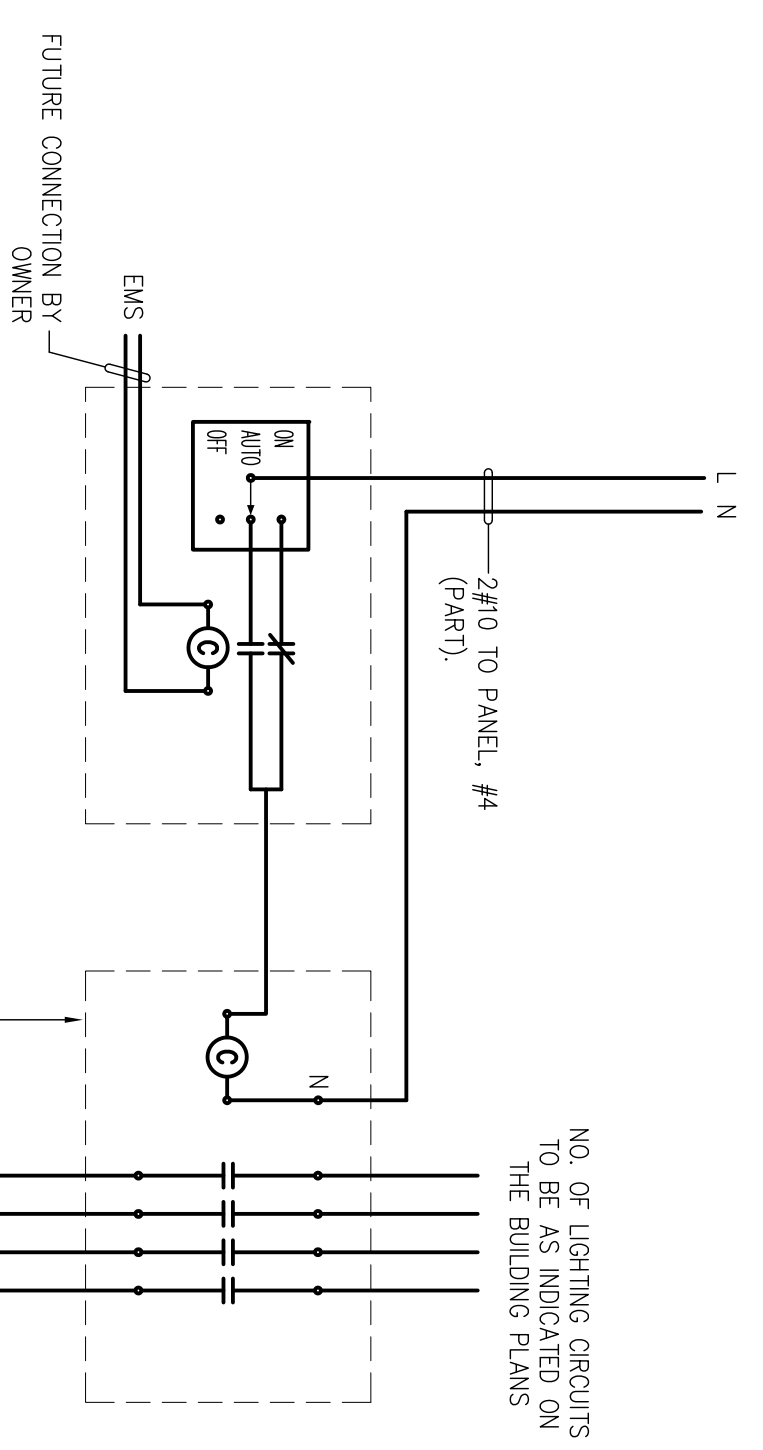 L
N
2#10 TO PANEL, #4
(PART).
NO. OF LIGHTING CIRCUITS
TO BE AS INDICATED ON
THE BUILDING PLANS
N
ON
AUTO
OFF
C
C
EMS
FUTURE CONNECTION BY
OWNER